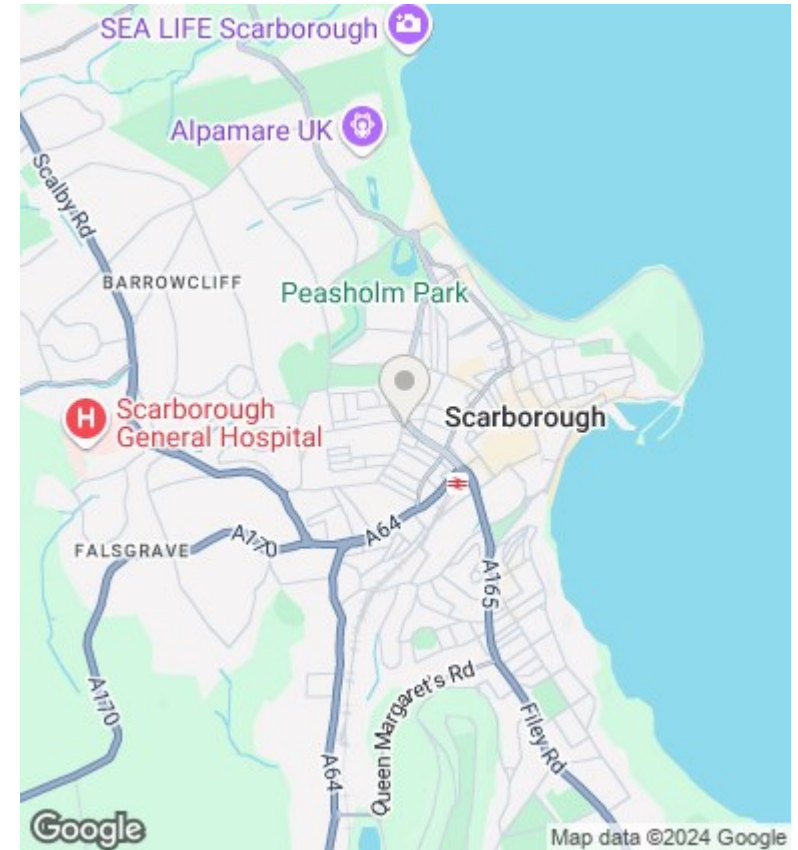 SEA LIFE Scarborough
Alpamare UK
Scalby Rd
BARROWCLIFF
Peasholm Park
H
Scarborough
General Hospital
Scarborough
FALSGRAVE
A170
A64
A165
A170
A64
Queen Margaret's Rd
Filey Rd
Google
Map data ©2024 Google